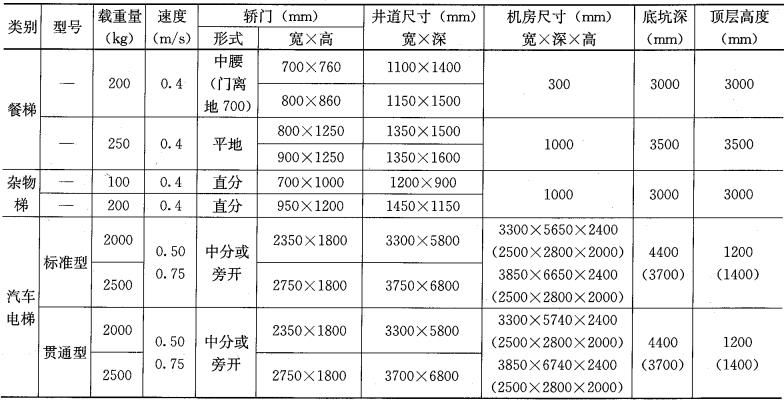 类别 型号 载重量（kg） 速度（m/s） 轿门（mm） 井道尺寸（mm） 机房尺寸（mm） 底坑深（mm） 顶层高度（mm）
形式 宽×高 宽×深 宽×深×高
餐梯 — 200 0.4 中腰（门离地700） 700×760 1100×1400 300 3000 3000
800×860 1150×1500
— 250 0.4 平地 800×1250 1350×1500 1000 3500 3500
900×1250 1350×1600
杂物梯 — 100 0.4 直分 700×1000 1200×900 1000 3000 3000
— 200 0.4 直分 950×1200 1450×1150
汽车电梯 标准型 2000 0.50 0.75 中分或旁开 2350×1800 3300×5800 3300×5650×2400 (2500×2800×2000) 4400 (3700) 1200 (1400)
2500 2750×1800 3750×6800 3850×6650×2400 (2500×2800×2000)
贯通型 2000 0.50 0.75 中分或旁开 2350×1800 3300×5800 3300×5740×2400 (2500×2800×2000) 4400 (3700) 1200 (1400)
2500 2750×1800 3700×6800 3850×6740×2400 (2500×2800×2000)